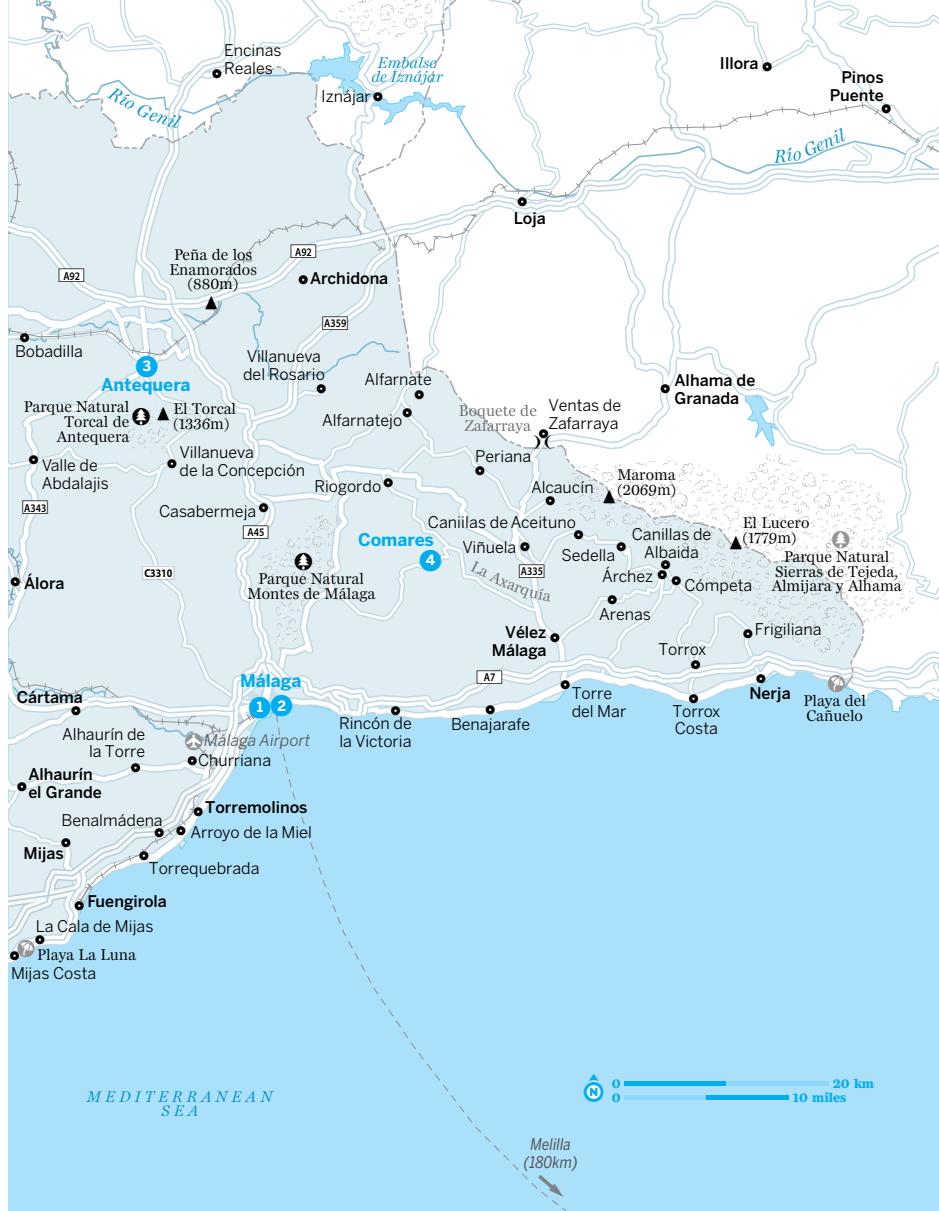 Encinas
Reales
Embalse
de Iznájar
Iznájar
Illora
Pinos
Puente
Río Genil
Río Genil
Loja
Peña de los
Enamorados
(880m)
A92
A92
Archidona
A359
Bobadilla
3
Antequera
Villanueva
del Rosario
Alfarnate
Alfarnatejo
Alhama de
Granada
Parque Natural
Torcal de
Antequera
El Torcal
(1336m)
Boquete de
Zafarraya
Ventas de
Zafarraya
Valle de
Abdalajis
Villanueva
de la Concepción
Periana
Riogordo
Alcaucín
Maroma
(2069m)
A343
Casabermeja
A45
Comares
4
Caniilas de Aceituno
Viñuela
Sedella
Canillas de
Albaida
El Lucero
(1779m)
Parque Natural
Sierras de Tejeda,
Almijara y Alhama
Álora
C3310
Parque Natural
Montes de Málaga
La Axarquía
A335
Árchez
Cómpeta
Arenas
Vélez
Málaga
Frigiliana
Torrox
A7
Málaga
1
2
Cártama
Rincón de
la Victoria
Benajarafe
Torre
del Mar
Torrox
Costa
Nerja
Playa del
Cañuelo
Alhaurín de
la Torre
Málaga Airport
Churriana
Alhaurín
el Grande
Torremolinos
Benalmádena
Arroyo de la Miel
Mijas
Torrequebrada
Fuengirola
La Cala de Mijas
Playa La Luna
Mijas Costa
MEDITERRANEAN
SEA
N
0 20 km
0 10 miles
Melilla
(180km)